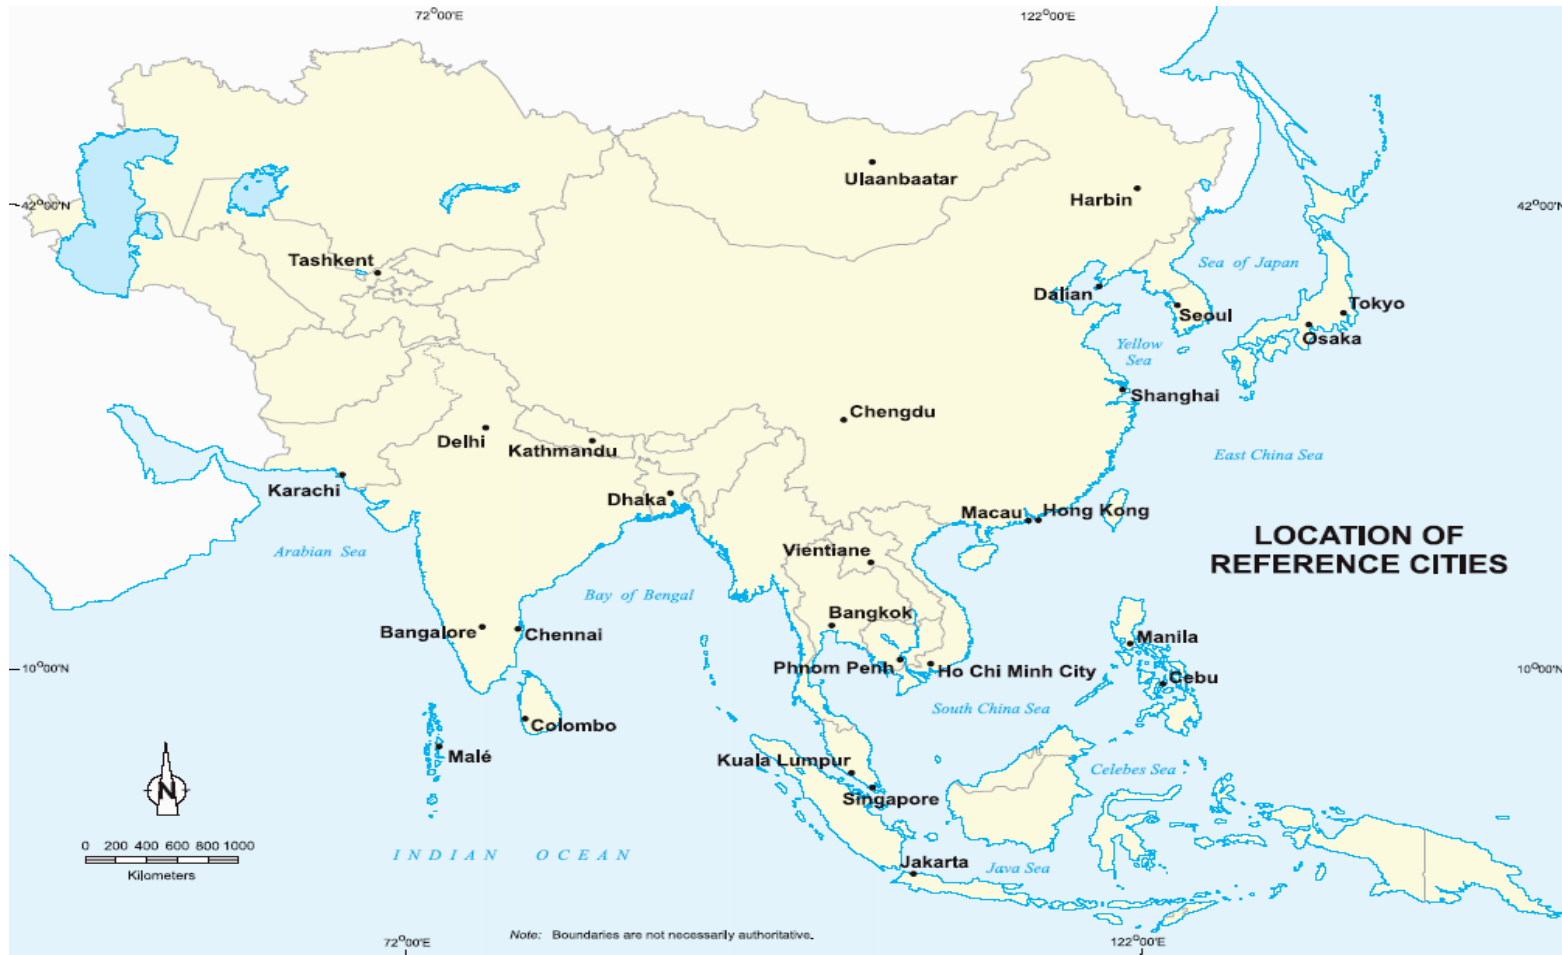 72°00'E
122°00'E
Ulaanbaatar
Harbin
42°00'N
42°00'N
Tashkent
Sea of Japan
Dalian
Seoul
Tokyo
Osaka
Yellow
Sea
Shanghai
Chengdu
Delhi
Kathmandu
East China Sea
Karachi
Dhaka
Macau
Hong Kong
LOCATION OF
REFERENCE CITIES
Arabian Sea
Vientiane
Bay of Bengal
Bangkok
Bangalore
Chennai
Manila
10°00'N
Phnom Penh
Ho Chi Minh City
10°00'N
Cebu
South China Sea
Colombo
Malé
Kuala Lumpur
Celebes Sea
N
Singapore
0 200 400 600 800 1000
Kilometers
INDIAN OCEAN
Jakarta
Java Sea
Note: Boundaries are not necessarily authoritative.
72°00'E
122°00'E